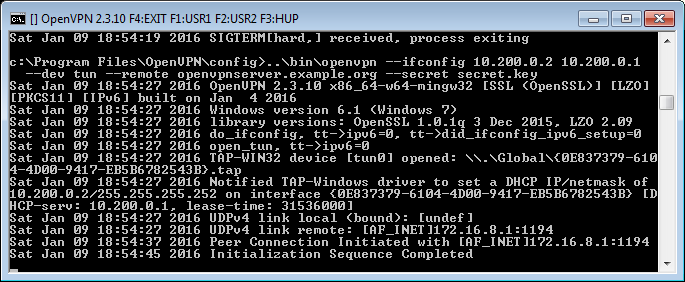 [] OpenVPN 2.3.10 F4:EXIT F1:USR1 F2:USR2 F3:HUP
Sat Jan 09 18:54:19 2016 SIGTERM[hard,] received, process exiting
c:\Program Files\OpenVPN\config>..\bin\openvpn --ifconfig 10.200.0.2 10.200.0.1
--dev tun --remote openvpnserver.example.org --secret secret.key
Sat Jan 09 18:54:27 2016 OpenVPN 2.3.10 x86_64-w64-mingw32 [SSL (OpenSSL)] [LZO]
[PKCS11] [IPv6] built on Jan  4 2016
Sat Jan 09 18:54:27 2016 Windows version 6.1 (Windows 7)
Sat Jan 09 18:54:27 2016 library versions: OpenSSL 1.0.1q 3 Dec 2015, LZO 2.09
Sat Jan 09 18:54:27 2016 do_ifconfig, tt->ipv6=0, tt->did_ifconfig_ipv6_setup=0
Sat Jan 09 18:54:27 2016 open_tun, tt->ipv6=0
Sat Jan 09 18:54:27 2016 TAP-WIN32 device [tun0] opened: \\.\Global\{0E837379-610
4-4D00-9417-EB5B6782543B}.tap
Sat Jan 09 18:54:27 2016 Notified TAP-Windows driver to set a DHCP IP/netmask of
10.200.0.2/255.255.255.252 on interface {0E837379-6104-4D00-9417-EB5B6782543B} [D
HCP-serv: 10.200.0.1, lease-time: 31536000]
Sat Jan 09 18:54:27 2016 UDPv4 link local (bound): [undef]
Sat Jan 09 18:54:27 2016 UDPv4 link remote: [AF_INET]172.16.8.1:1194
Sat Jan 09 18:54:37 2016 Peer Connection Initiated with [AF_INET]172.16.8.1:1194
Sat Jan 09 18:54:45 2016 Initialization Sequence Completed